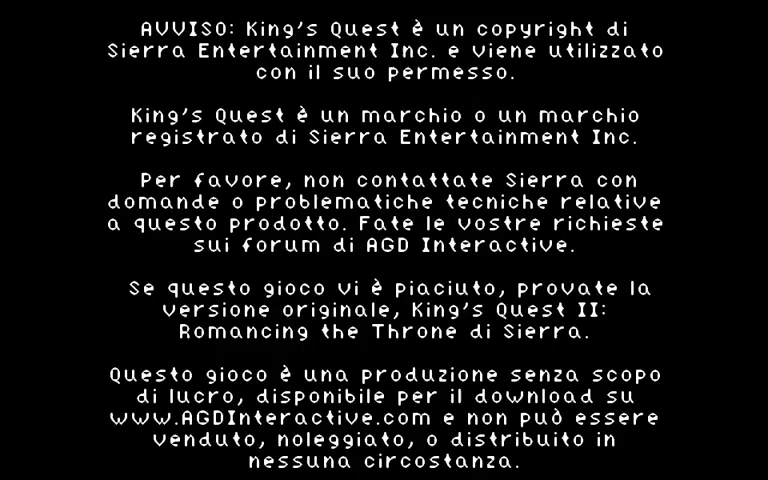 AVVISO: King's Quest è un copyright di
Sierra Entertainment Inc. e viene utilizzato
con il suo permesso.
King's Quest è un marchio o un marchio
registrato di Sierra Entertainment Inc.
Per favore, non contattate Sierra con
domande o problematiche tecniche relative
a questo prodotto. Fate le vostre richieste
sui forum di AGD Interactive.
Se questo gioco vi è piaciuto, provate la
versione originale, King's Quest II:
Romancing the Throne di Sierra.
Questo gioco è una produzione senza scopo
di lucro, disponibile per il download su
www.AGDInteractive.com e non può essere
venduto, noleggiato, o distribuito in
nessuna circostanza.